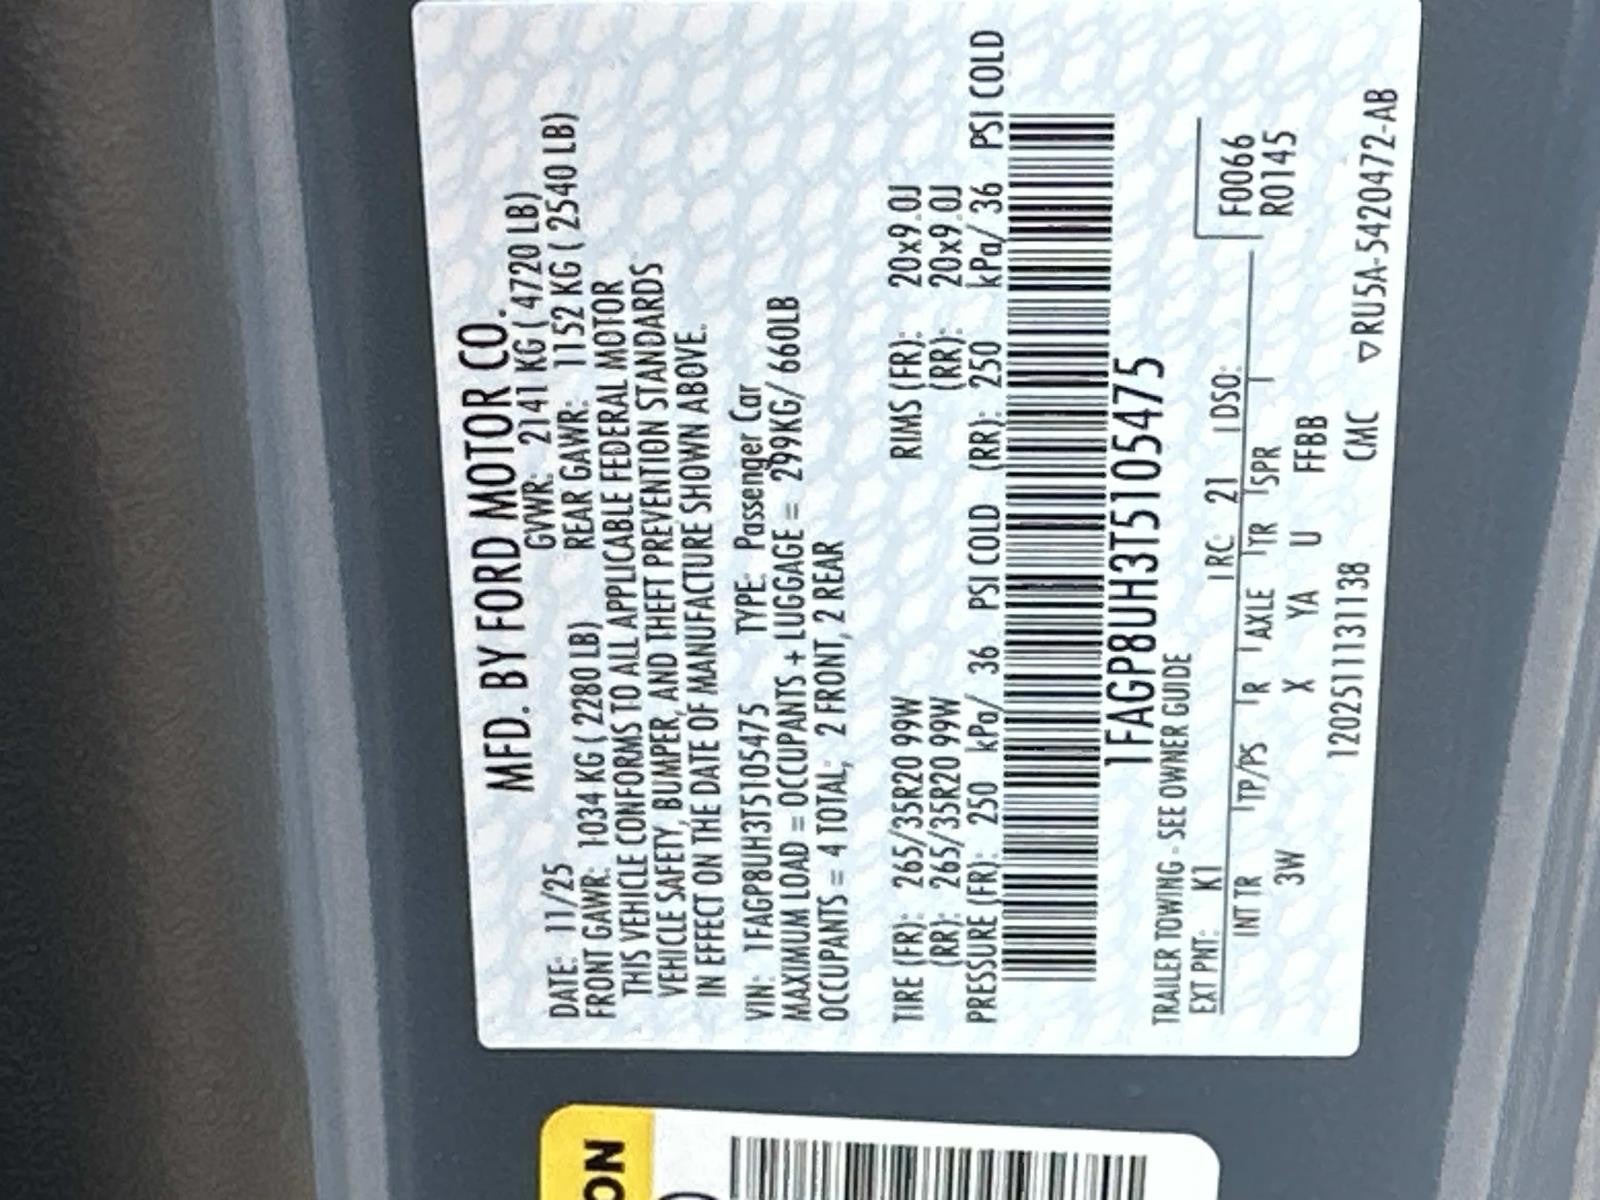 MFD. BY FORD MOTOR CO.
DATE: 11/25 GVWR: 2141 KG ( 4720 LB)
FRONT GAWR: 1034 KG ( 2280 LB) REAR GAWR: 1152 KG ( 2540 LB)
THIS VEHICLE CONFORMS TO ALL APPLICABLE FEDERAL MOTOR
VEHICLE SAFETY, BUMPER, AND THEFT PREVENTION STANDARDS
IN EFFECT ON THE DATE OF MANUFACTURE SHOWN ABOVE.
VIN: 1FAGP8UH3T5105475 TYPE: Passenger Car
MAXIMUM LOAD = OCCUPANTS + LUGGAGE = 299KG/ 660LB
OCCUPANTS = 4 TOTAL; 2 FRONT, 2 REAR
TIRE (FR): 265/35R20 99W RIMS (FR): 20x9.0J
(RR): 265/35R20 99W (RR): 20x9.0J
PRESSURE (FR): 250 kPa/ 36 PSI COLD (RR): 250 kPa/ 36 PSI COLD
1FAGP8UH3T5105475
TRAILER TOWING - SEE OWNER GUIDE
EXT PNT: K1 RC: 21 DSO:
INT TR TP/PS R AXLE TR SPR
F0066
3W X YA U FFBB
R0145
12025111311​38 CMC ▽RU5A-5420472-AB
ON